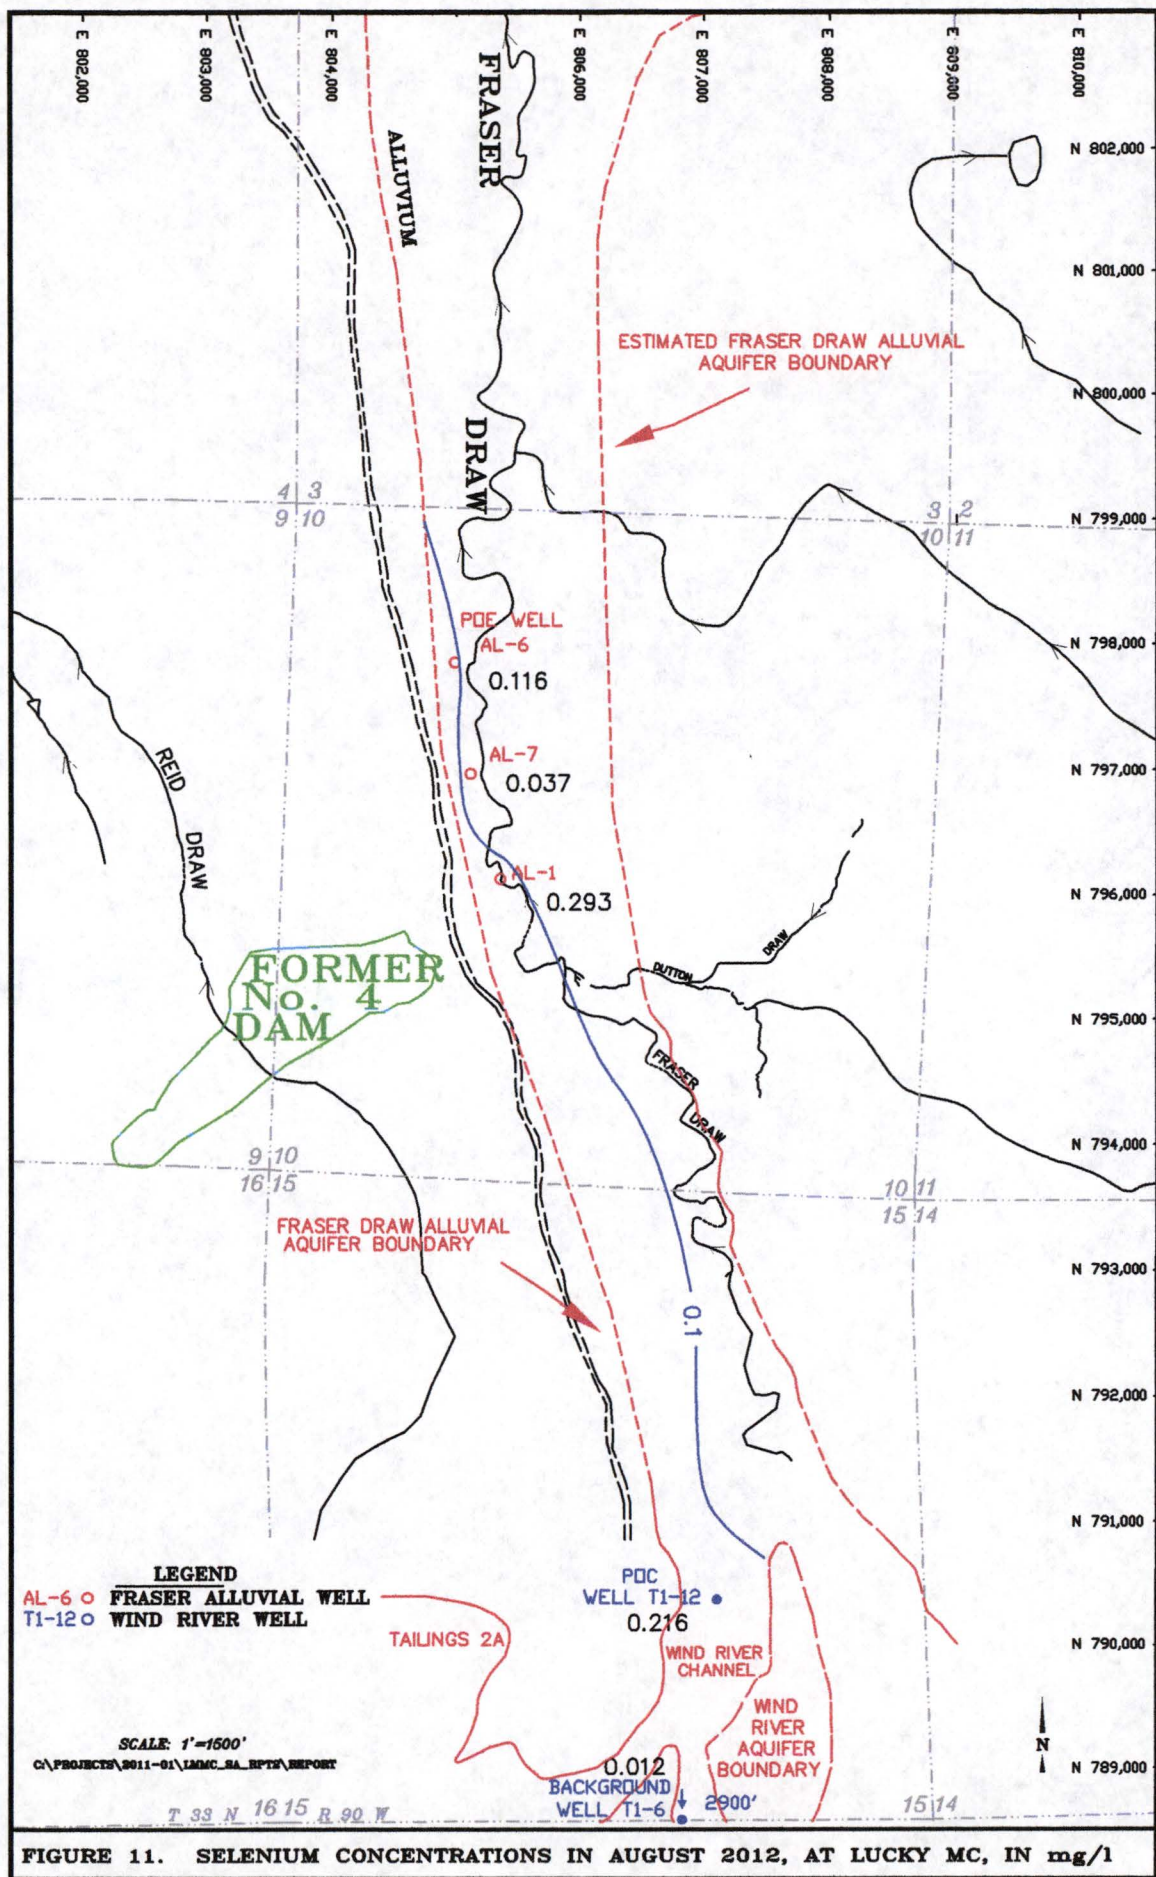 E 802,000
E 803,000
E 804,000
E 806,000
E 807,000
E 808,000
E 809,000
E 810,000
N 802,000
N 801,000
N 800,000
N 799,000
N 798,000
N 797,000
N 796,000
N 795,000
N 794,000
N 793,000
N 792,000
N 791,000
N 790,000
N 789,000
FRASER
DRAW
ALLUVIUM
ESTIMATED FRASER DRAW ALLUVIAL
AQUIFER BOUNDARY
4 3
9 10
3 2
10 11
POE WELL
AL-6
0.116
AL-7
0.037
AL-1
0.293
REID
DRAW
DUTTON
DRAW
FORMER
No. 4
DAM
FRASER
DRAW
9 10
16 15
10 11
15 14
FRASER DRAW ALLUVIAL
AQUIFER BOUNDARY
0.1
LEGEND
AL-6 FRASER ALLUVIAL WELL
T1-12 WIND RIVER WELL
TAILINGS 2A
POC
WELL T1-12
0.216
WIND RIVER
CHANNEL
WIND
RIVER
AQUIFER
BOUNDARY
N
SCALE: 1"=1500'
C:\PROJECTS\2011-01\LMMC_SA_RPTS\REPORT
0.012
BACKGROUND
WELL T1-6
2900'
T 33 N 16 15 R 90 W
15 14
FIGURE 11. SELENIUM CONCENTRATIONS IN AUGUST 2012, AT LUCKY MC, IN mg/l